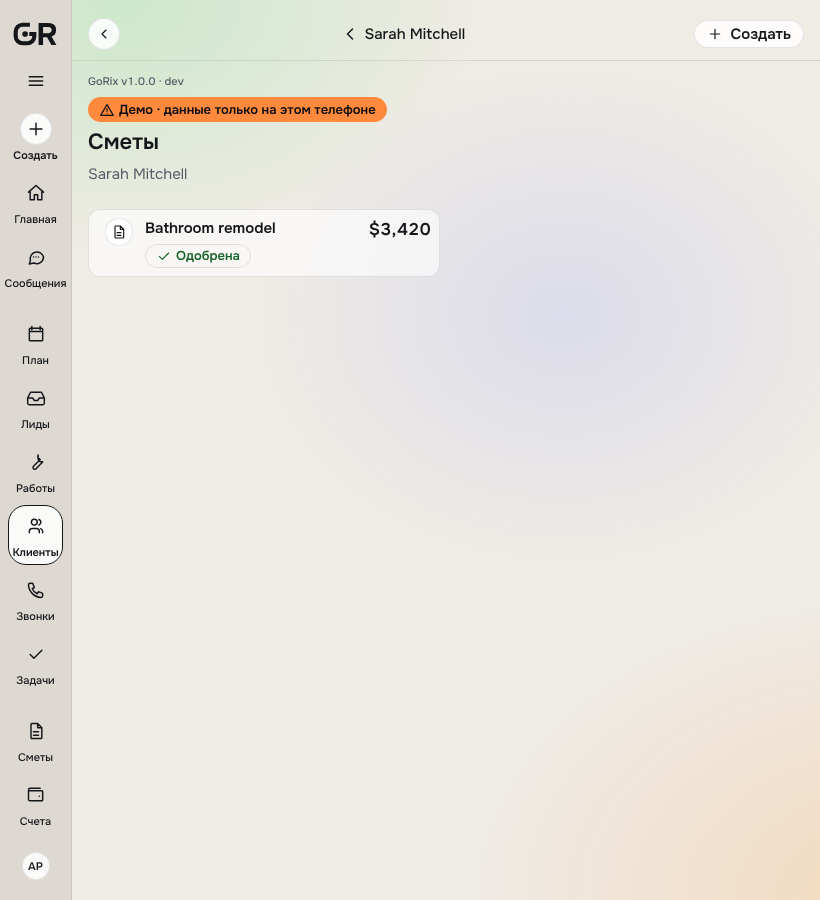 GR
Sarah Mitchell
Создать
GoRix v1.0.0 · dev
Демо · данные только на этом телефоне
Сметы
Sarah Mitchell
Bathroom remodel
$3,420
Одобрена
Создать
Главная
Сообщения
План
Лиды
Работы
Клиенты
Звонки
Задачи
Сметы
Счета
AP